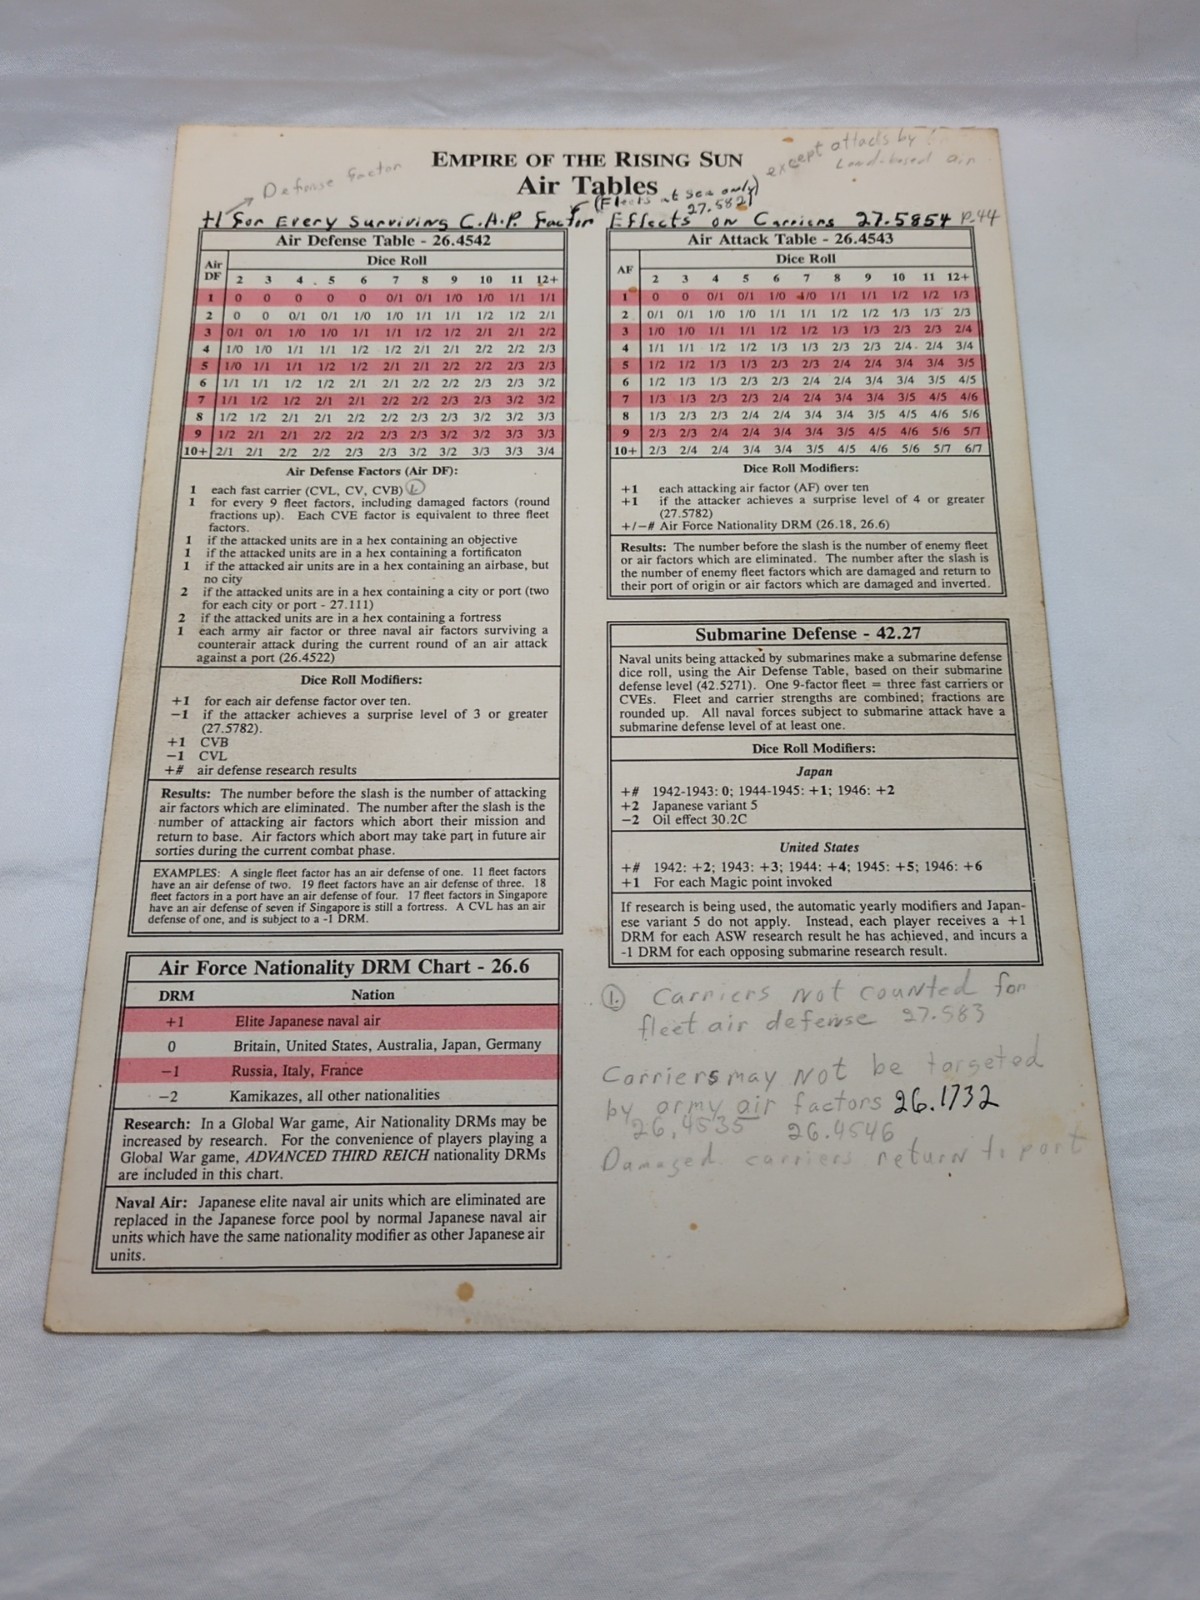 EMPIRE OF THE RISING SUN
Air Tables
Defense Factor
except attacks by
Land-based air
(Fleets at Sea only)
27.582
+1 for Every Surviving C.A.P. Factor
Effects on Carriers 27.5854 P.44
Air Defense Table - 26.4542
Air DF
Dice Roll
2 3 4 5 6 7 8 9 10 11 12+
1 0 0 0 0 0 0/1 0/1 1/0 1/0 1/1 1/1
2 0 0 0/1 0/1 1/0 1/0 1/1 1/1 1/2 1/2 2/1
3 0/1 0/1 1/0 1/0 1/1 1/1 1/2 1/2 2/1 2/1 2/2
4 1/0 1/0 1/1 1/1 1/2 1/2 2/1 2/1 2/2 2/2 2/3
5 1/0 1/1 1/1 1/2 1/2 2/1 2/1 2/2 2/2 2/3 2/3
6 1/1 1/1 1/2 1/2 2/1 2/1 2/2 2/2 2/3 2/3 3/2
7 1/1 1/2 1/2 2/1 2/1 2/2 2/2 2/3 2/3 3/2 3/2
8 1/2 1/2 2/1 2/1 2/2 2/2 2/3 2/3 3/2 3/2 3/3
9 1/2 2/1 2/1 2/2 2/2 2/3 2/3 3/2 3/2 3/3 3/3
10+ 2/1 2/1 2/2 2/2 2/3 2/3 3/2 3/2 3/3 3/3 3/4
Air Defense Factors (Air DF):
1 each fast carrier (CVL, CV, CVB) 1.
1 for every 9 fleet factors, including damaged factors (round
fractions up). Each CVE factor is equivalent to three fleet
factors.
1 if the attacked units are in a hex containing an objective
1 if the attacked units are in a hex containing a fortificaton
1 if the attacked air units are in a hex containing an airbase, but
no city
2 if the attacked units are in a hex containing a city or port (two
for each city or port - 27.111)
2 if the attacked units are in a hex containing a fortress
1 each army air factor or three naval air factors surviving a
counterair attack during the current round of an air attack
against a port (26.4522)
Dice Roll Modifiers:
+1 for each air defense factor over ten.
−1 if the attacker achieves a surprise level of 3 or greater
(27.5782).
+1 CVB
−1 CVL
+# air defense research results
Results: The number before the slash is the number of attacking
air factors which are eliminated. The number after the slash is the
number of attacking air factors which abort their mission and
return to base. Air factors which abort may take part in future air
sorties during the current combat phase.
EXAMPLES: A single fleet factor has an air defense of one. 11 fleet factors
have an air defense of two. 19 fleet factors have an air defense of three. 18
fleet factors in a port have an air defense of four. 17 fleet factors in Singapore
have an air defense of seven if Singapore is still a fortress. A CVL has an air
defense of one, and is subject to a -1 DRM.
Air Force Nationality DRM Chart - 26.6
DRM Nation
+1 Elite Japanese naval air
0 Britain, United States, Australia, Japan, Germany
−1 Russia, Italy, France
−2 Kamikazes, all other nationalities
Research: In a Global War game, Air Nationality DRMs may be
increased by research. For the convenience of players playing a
Global War game, ADVANCED THIRD REICH nationality DRMs
are included in this chart.
Naval Air: Japanese elite naval air units which are eliminated are
replaced in the Japanese force pool by normal Japanese naval air
units which have the same nationality modifier as other Japanese air
units.
Air Attack Table - 26.4543
AF
Dice Roll
2 3 4 5 6 7 8 9 10 11 12+
1 0 0 0/1 0/1 1/0 1/0 1/1 1/1 1/2 1/2 1/3
2 0/1 0/1 1/0 1/0 1/1 1/1 1/2 1/2 1/3 1/3 2/3
3 1/0 1/0 1/1 1/1 1/2 1/2 1/3 1/3 2/3 2/3 2/4
4 1/1 1/1 1/2 1/2 1/3 1/3 2/3 2/3 2/4 2/4 3/4
5 1/2 1/2 1/3 1/3 2/3 2/3 2/4 2/4 3/4 3/4 3/5
6 1/2 1/3 1/3 2/3 2/3 2/4 2/4 3/4 3/4 3/5 4/5
7 1/3 1/3 2/3 2/3 2/4 2/4 3/4 3/4 3/5 4/5 4/6
8 1/3 2/3 2/3 2/4 2/4 3/4 3/4 3/5 4/5 4/6 5/6
9 2/3 2/3 2/4 2/4 3/4 3/4 3/5 4/5 4/6 5/6 5/7
10+ 2/3 2/4 2/4 3/4 3/4 3/5 4/5 4/6 5/6 5/7 6/7
Dice Roll Modifiers:
+1 each attacking air factor (AF) over ten
+1 if the attacker achieves a surprise level of 4 or greater
(27.5782)
+/−# Air Force Nationality DRM (26.18, 26.6)
Results: The number before the slash is the number of enemy fleet
or air factors which are eliminated. The number after the slash is
the number of enemy fleet factors which are damaged and return to
their port of origin or air factors which are damaged and inverted.
Submarine Defense - 42.27
Naval units being attacked by submarines make a submarine defense
dice roll, using the Air Defense Table, based on their submarine
defense level (42.5271). One 9-factor fleet = three fast carriers or
CVEs. Fleet and carrier strengths are combined; fractions are
rounded up. All naval forces subject to submarine attack have a
submarine defense level of at least one.
Dice Roll Modifiers:
Japan
+# 1942-1943: 0; 1944-1945: +1; 1946: +2
+2 Japanese variant 5
−2 Oil effect 30.2C
United States
+# 1942: +2; 1943: +3; 1944: +4; 1945: +5; 1946: +6
+1 For each Magic point invoked
If research is being used, the automatic yearly modifiers and Japan-
ese variant 5 do not apply. Instead, each player receives a +1
DRM for each ASW research result he has achieved, and incurs a
-1 DRM for each opposing submarine research result.
1. Carriers not counted for
fleet air defense 27.583
Carriers may not be targeted
by army air factors 26.1732
26.4535 26.4546
Damaged carriers return to port